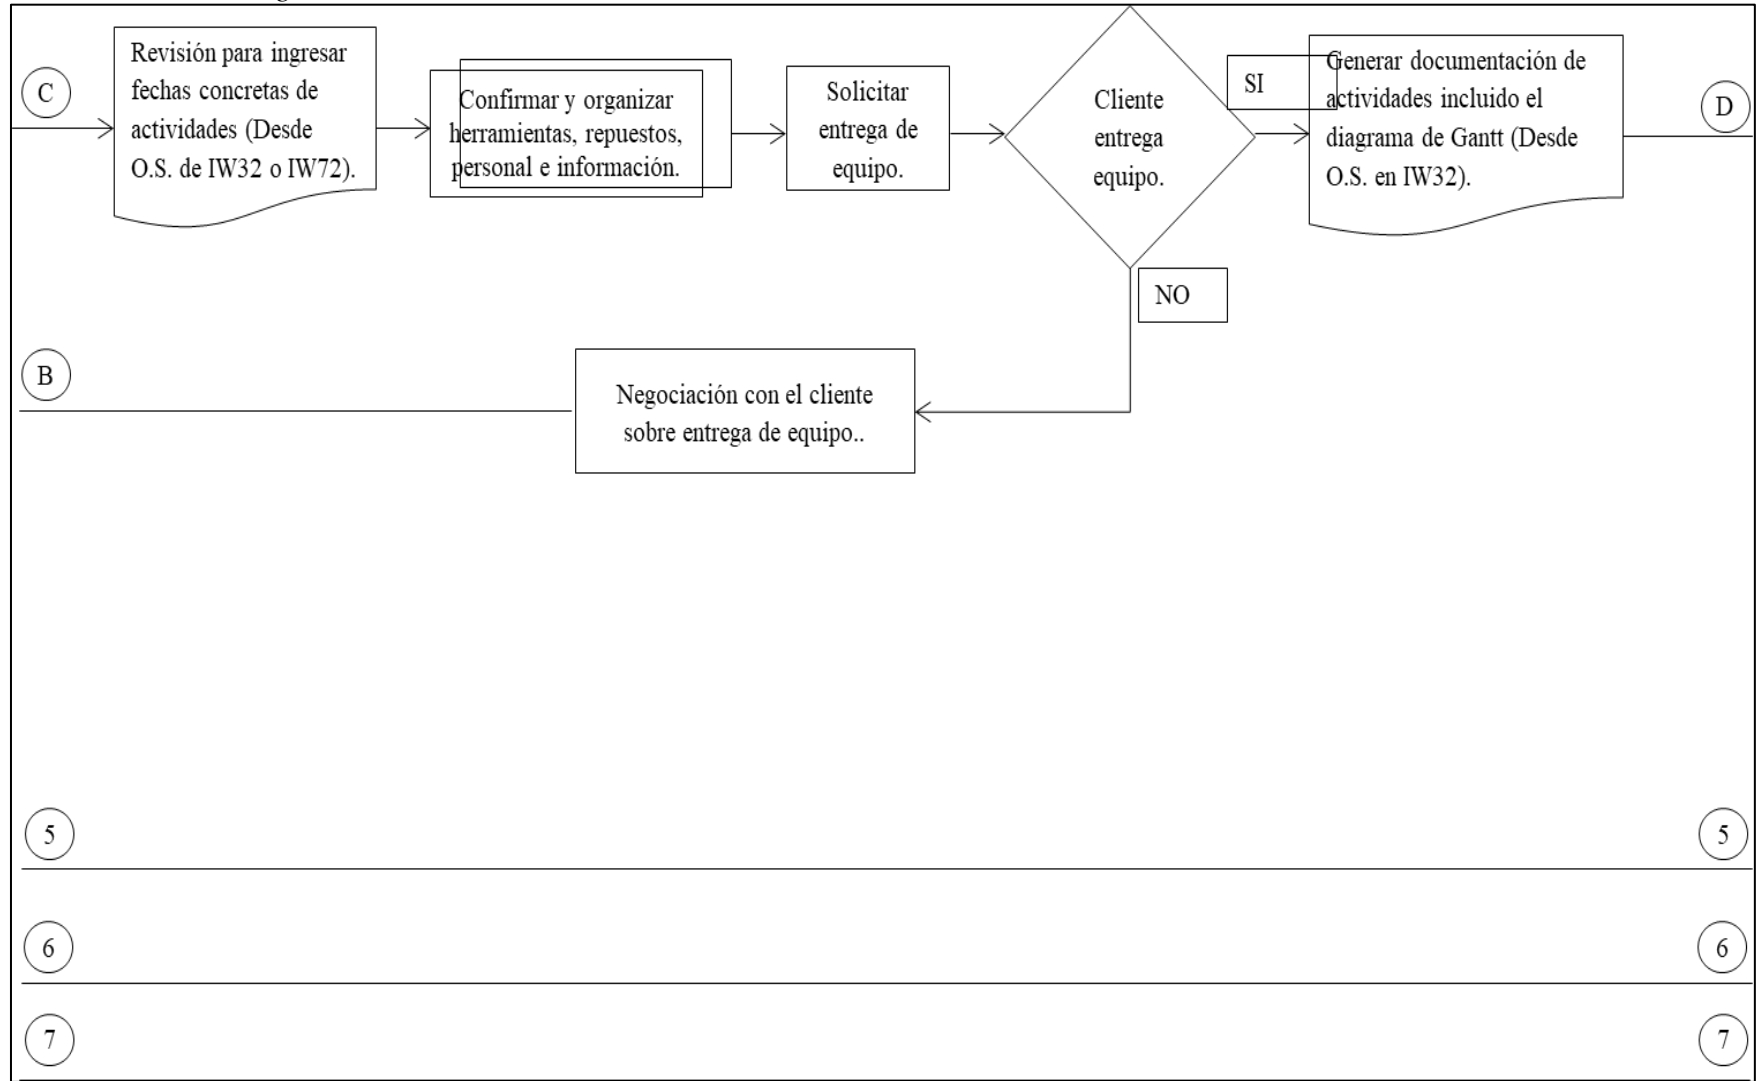 C
Revisión para ingresar
fechas concretas de
actividades (Desde
O.S. de IW32 o IW72).
Confirmar y organizar
herramientas, repuestos,
personal e información.
Solicitar
entrega de
equipo.
Cliente
entrega
equipo.
SI
Generar documentación de
actividades incluido el
diagrama de Gantt (Desde
O.S. en IW32).
D
NO
B
Negociación con el cliente
sobre entrega de equipo..
5
5
6
6
7
7